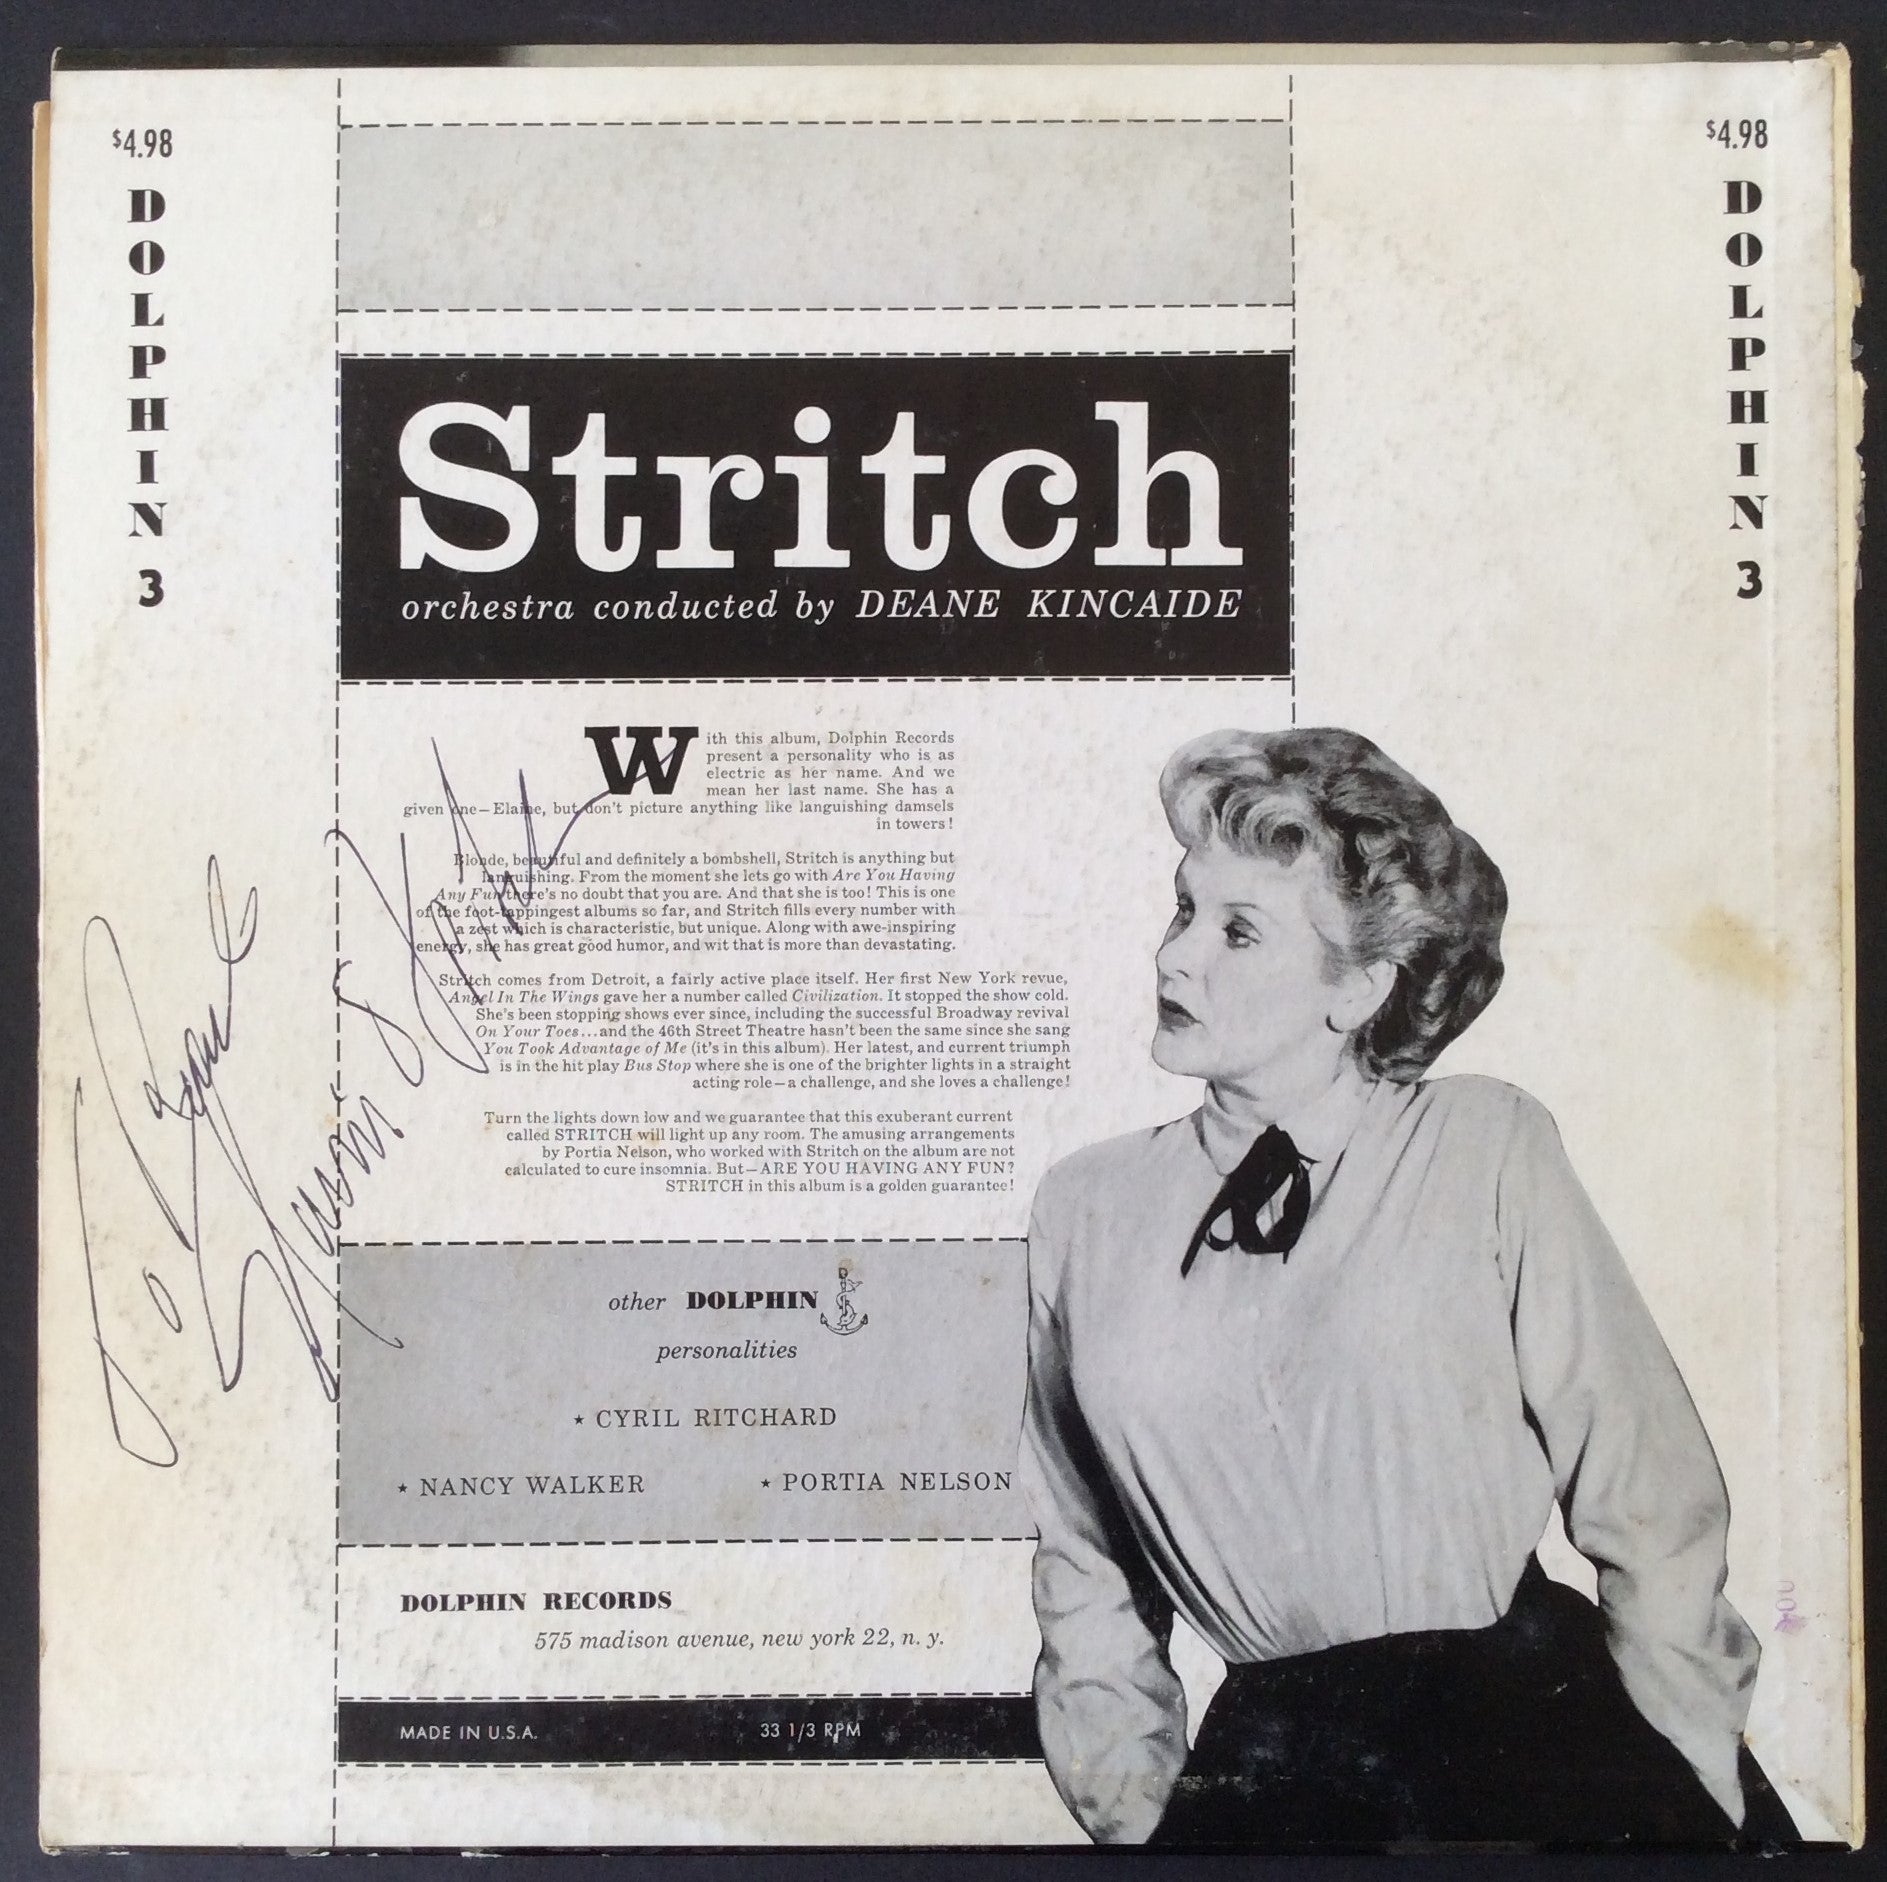 $4.98
DOLPHIN 3
$4.98
DOLPHIN 3
Stritch
orchestra conducted by DEANE KINCAIDE
With this album, Dolphin Records
present a personality who is as
electric as her name. And we
mean her last name. She has a
given one—Elaine, but don't picture anything like languishing damsels
in towers!
Blonde, beautiful and definitely a bombshell, Stritch is anything but
languishing. From the moment she lets go with Are You Having
Any Fun there's no doubt that you are. And that she is too! This is one
of the foot-tappingest albums so far, and Stritch fills every number with
a zest which is characteristic, but unique. Along with awe-inspiring
energy, she has great good humor, and wit that is more than devastating.
Stritch comes from Detroit, a fairly active place itself. Her first New York revue,
Angel In The Wings gave her a number called Civilization. It stopped the show cold.
She's been stopping shows ever since, including the successful Broadway revival
On Your Toes...and the 46th Street Theatre hasn't been the same since she sang
You Took Advantage of Me (it's in this album). Her latest, and current triumph
is in the hit play Bus Stop where she is one of the brighter lights in a straight
acting role—a challenge, and she loves a challenge!
Turn the lights down low and we guarantee that this exuberant current
called STRITCH will light up any room. The amusing arrangements
by Portia Nelson, who worked with Stritch on the album are not
calculated to cure insomnia. But—ARE YOU HAVING ANY FUN?
STRITCH in this album is a golden guarantee!
To
other DOLPHIN
personalities
★ CYRIL RITCHARD
★ NANCY WALKER ★ PORTIA NELSON
DOLPHIN RECORDS
575 madison avenue, new york 22, n. y.
MADE IN U.S.A. 33 1/3 RPM